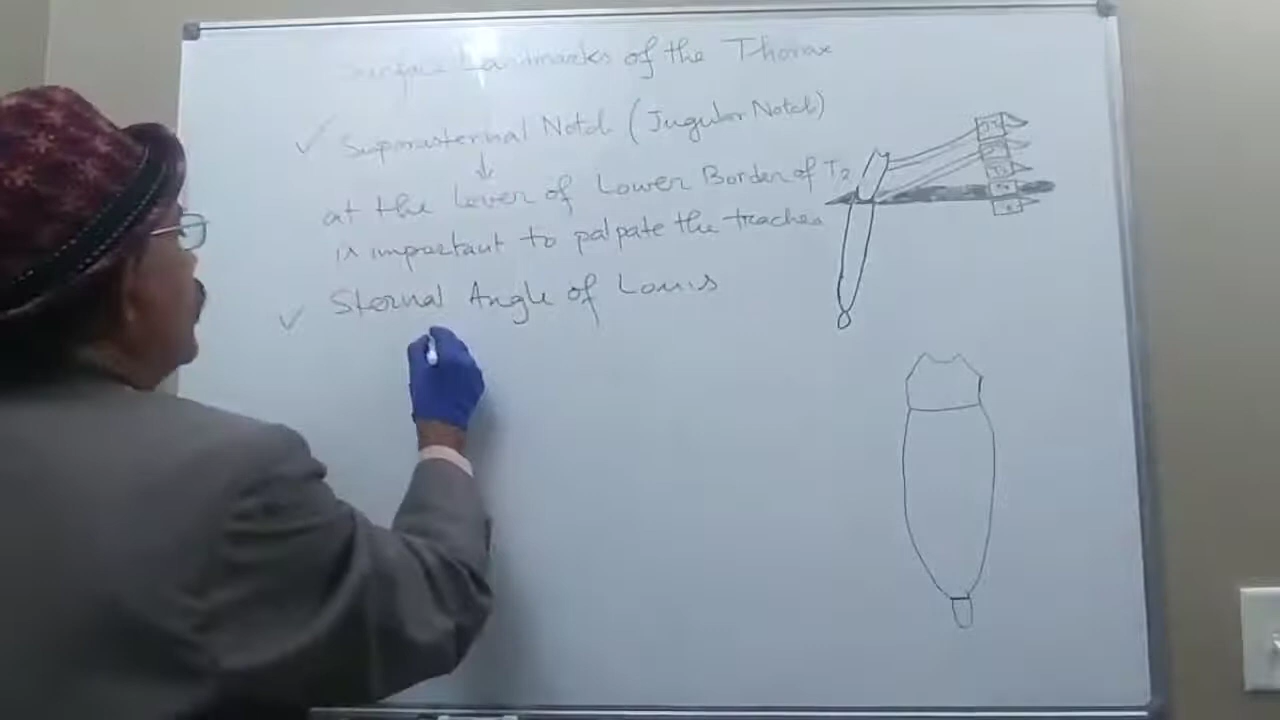 Surface Landmarks of the Thorax
Suprasternal Notch (Jugular Notch)
at the lever of Lower Border of T2
is important to palpate the trachea
Sternal Angle of Louis